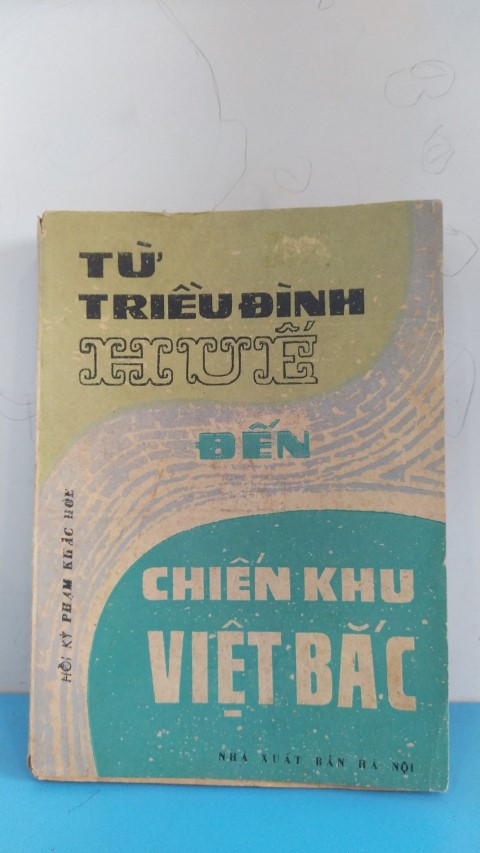 TỪ
TRIỀU ĐÌNH
HUẾ
ĐẾN
CHIẾN KHU
VIỆT BẮC
HỒI KÝ PHẠM KHẮC HÒE
NHÀ XUẤT BẢN HÀ NỘI